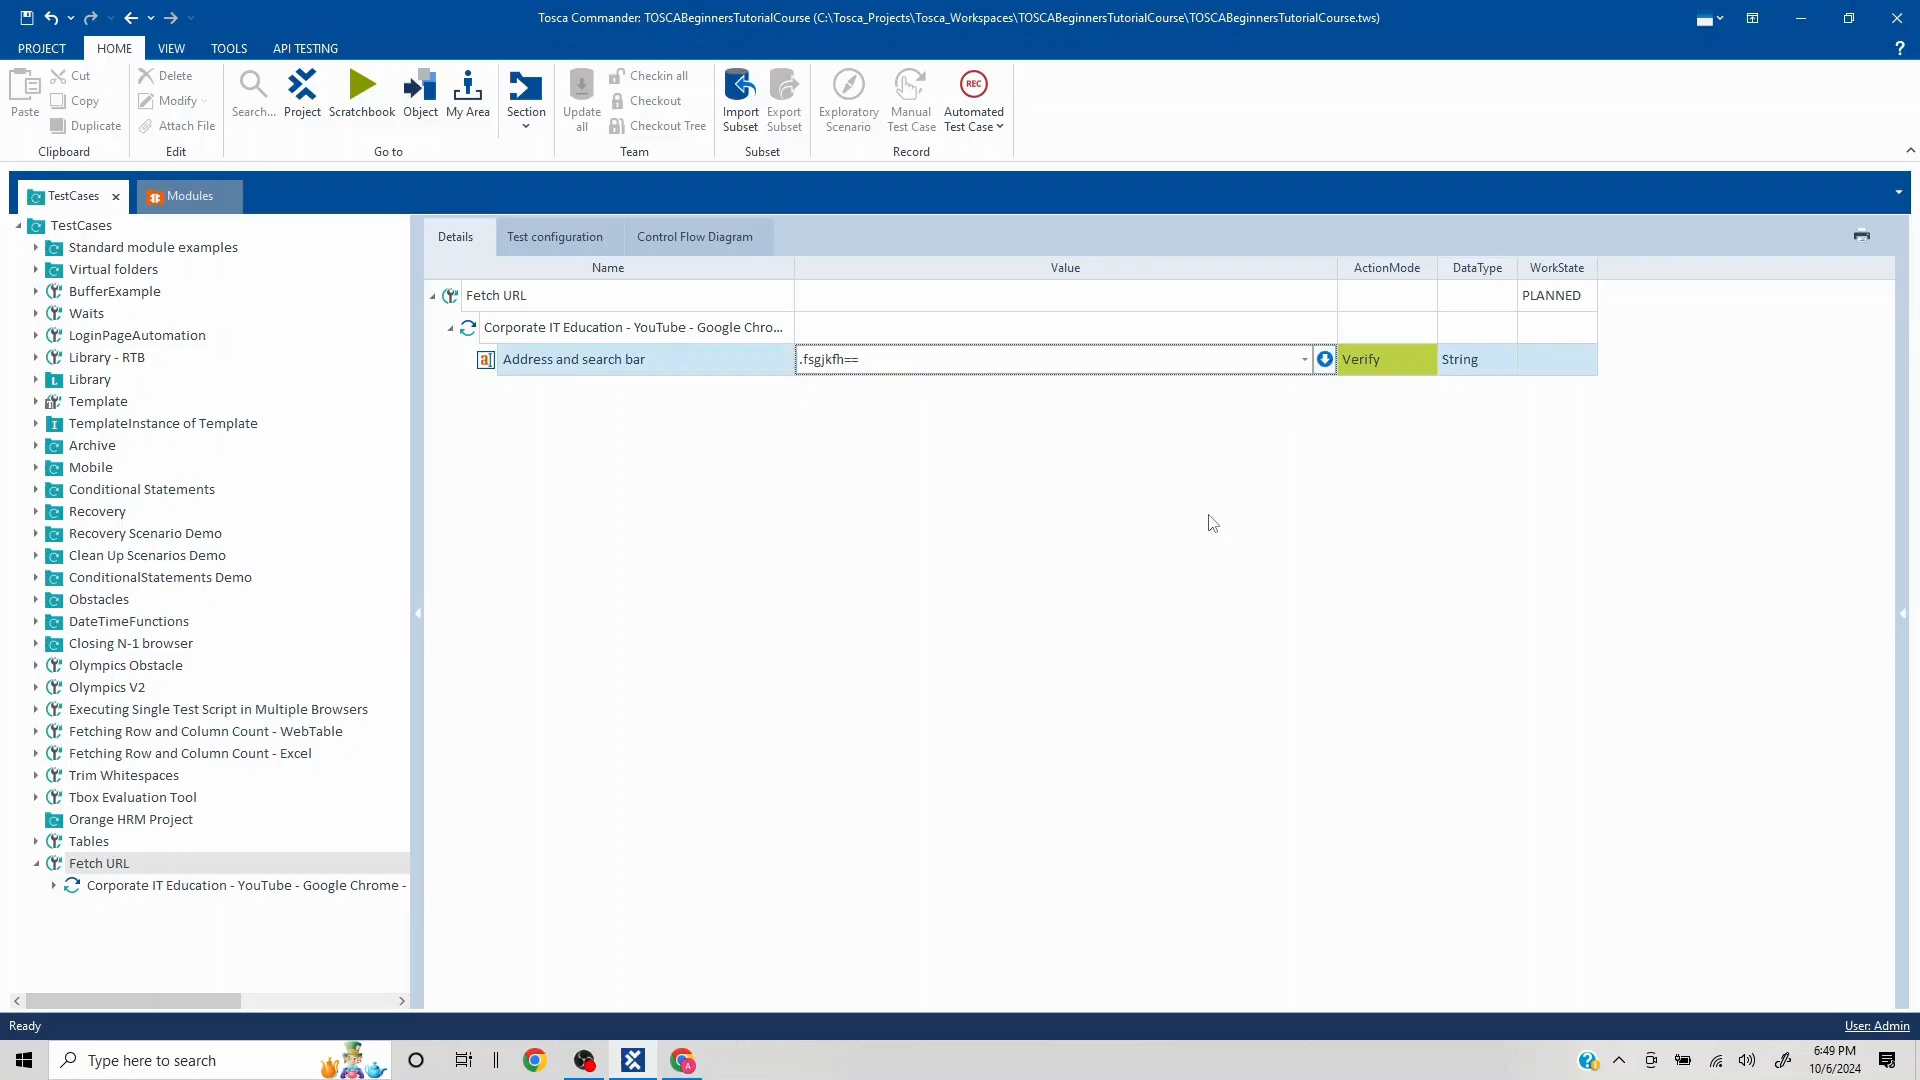 Tosca Commander: TOSCABeginnersTutorialCourse (C:\Tosca_Projects\Tosca_Workspaces\TOSCABeginnersTutorialCourse\TOSCABeginnersTutorialCourse.tws)
PROJECT HOME VIEW TOOLS API TESTING ?
Paste Cut Copy Duplicate
Clipboard
Delete Modify Attach File
Edit
Search... Project Scratchbook Object My Area
Go to
Section
Update all Checkin all Checkout Checkout Tree
Team
Import Subset Export Subset
Subset
Exploratory Scenario Manual Test Case REC Automated Test Case
Record
TestCases Modules
TestCases
Standard module examples
Virtual folders
BufferExample
Waits
LoginPageAutomation
Library - RTB
Library
Template
TemplateInstance of Template
Archive
Mobile
Conditional Statements
Recovery
Recovery Scenario Demo
Clean Up Scenarios Demo
ConditionalStatements Demo
Obstacles
DateTimeFunctions
Closing N-1 browser
Olympics Obstacle
Olympics V2
Executing Single Test Script in Multiple Browsers
Fetching Row and Column Count - WebTable
Fetching Row and Column Count - Excel
Trim Whitespaces
Tbox Evaluation Tool
Orange HRM Project
Tables
Fetch URL
Corporate IT Education - YouTube - Google Chrome -
Details Test configuration Control Flow Diagram
Name Value ActionMode DataType WorkState
Fetch URL PLANNED
Corporate IT Education - YouTube - Google Chro...
Address and search bar .fsgjkfh== Verify String
Ready User: Admin
Type here to search
6:49 PM
10/6/2024